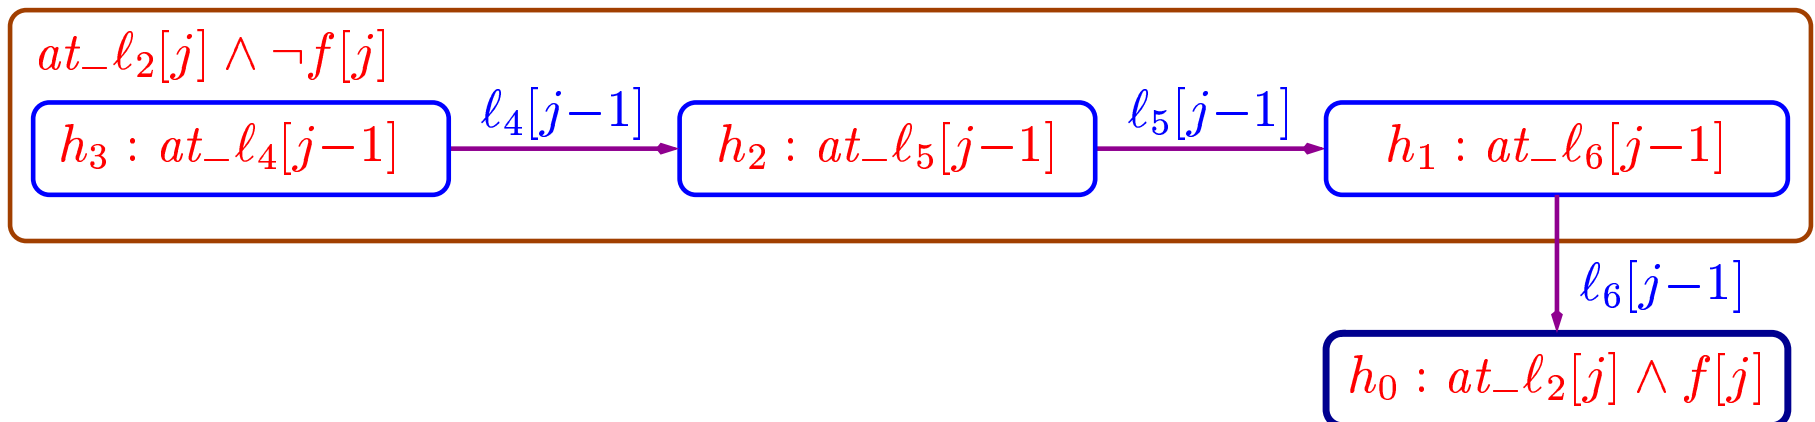 at_ℓ₂[j] ∧ ¬f[j]
ℓ₄[j−1]
ℓ₅[j−1]
h₃ : at_ℓ₄[j−1]
h₂ : at_ℓ₅[j−1]
h₁ : at_ℓ₆[j−1]
ℓ₆[j−1]
h₀ : at_ℓ₂[j] ∧ f[j]